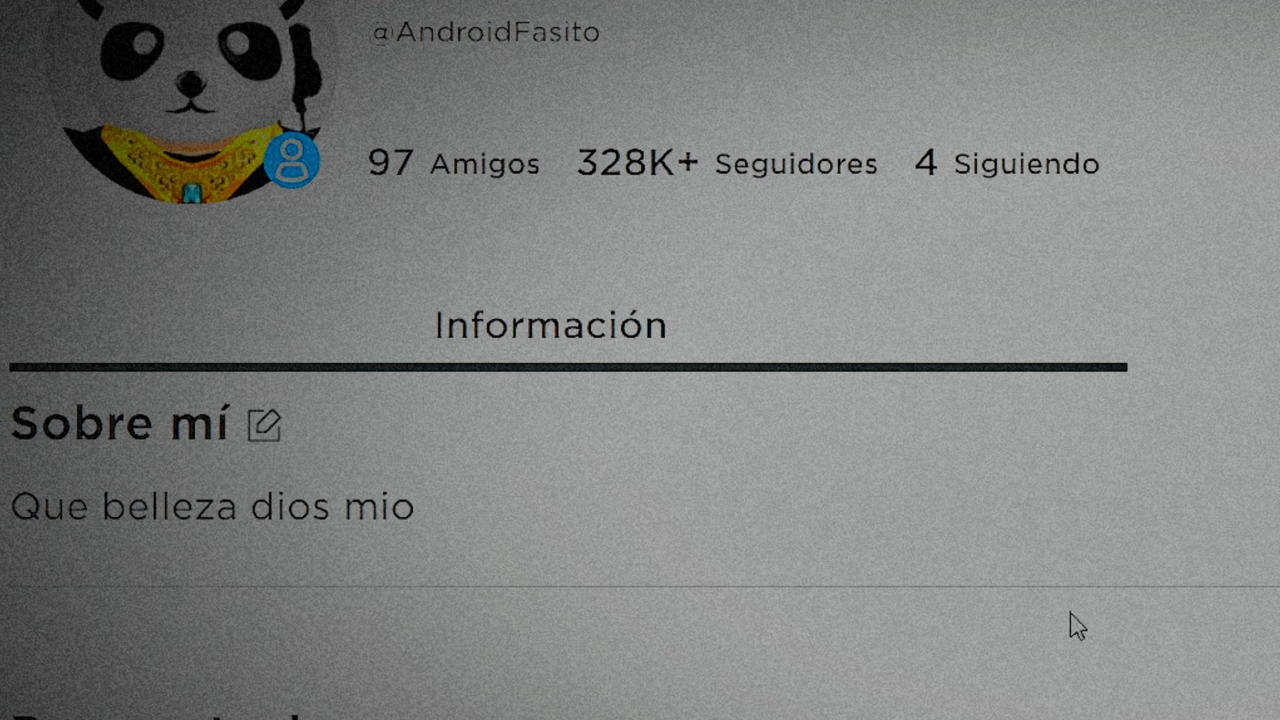 @AndroidFasito
97 Amigos 328K+ Seguidores 4 Siguiendo
Información
Sobre mí
Que belleza dios mio